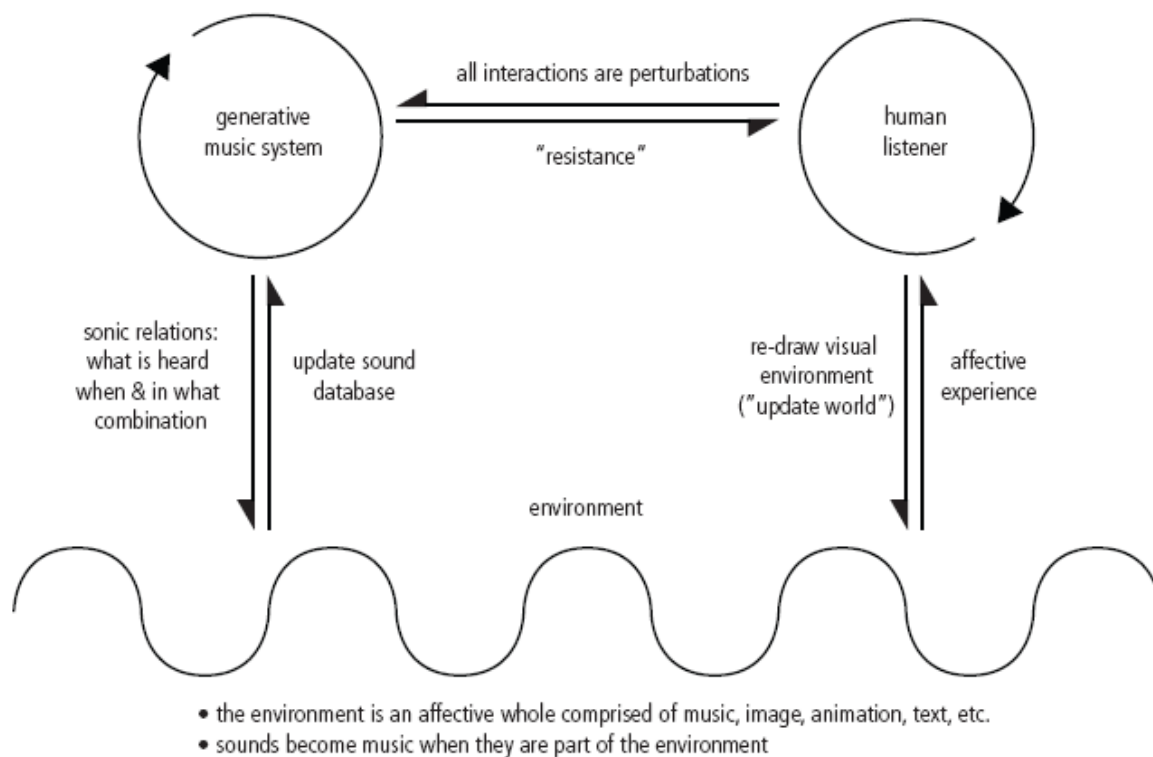 all interactions are perturbations
generative
music system
human
listener
“resistance”
sonic relations:
what is heard
when & in what
combination
update sound
database
re-draw visual
environment
(”update world”)
affective
experience
environment
• the environment is an affective whole comprised of music, image, animation, text, etc.
• sounds become music when they are part of the environment